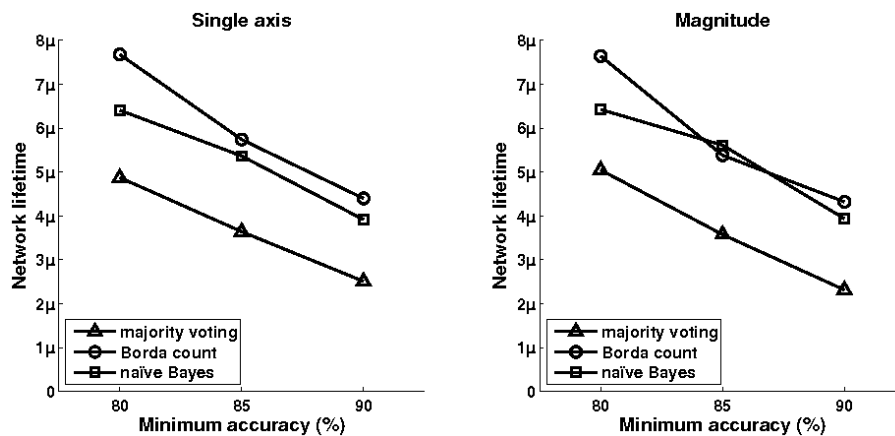 Single axis
Network lifetime
8μ
7μ
6μ
5μ
4μ
3μ
2μ
1μ
0
majority voting
Borda count
naïve Bayes
80 85 90
Minimum accuracy (%)
Magnitude
Network lifetime
8μ
7μ
6μ
5μ
4μ
3μ
2μ
1μ
0
majority voting
Borda count
naïve Bayes
80 85 90
Minimum accuracy (%)